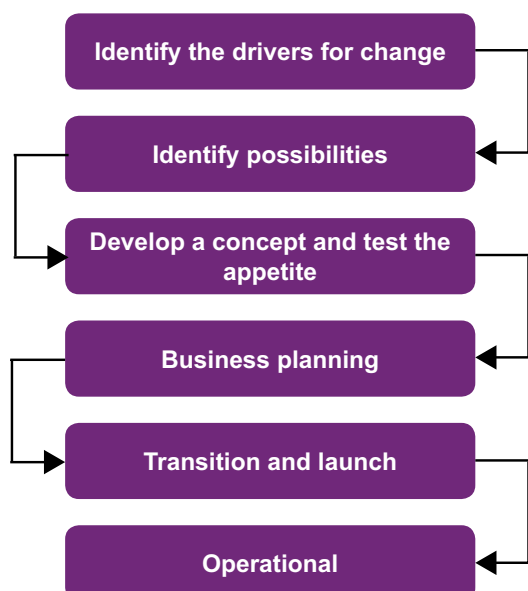 Identify the drivers for change
Identify possibilities
Develop a concept and test the
appetite
Business planning
Transition and launch
Operational